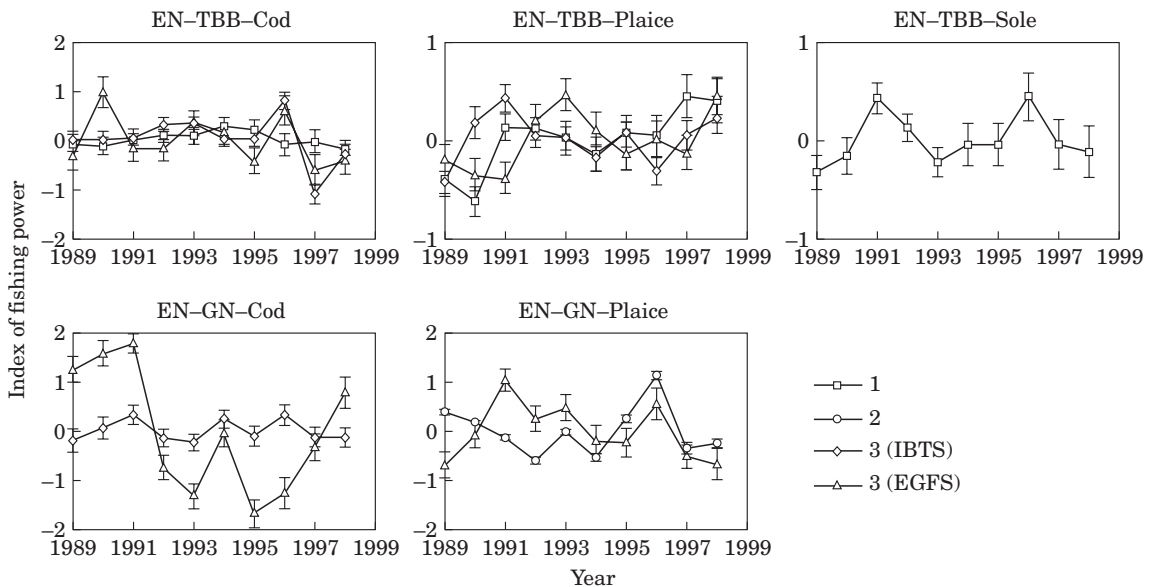 EN–TBB–Cod
EN–TBB–Plaice
EN–TBB–Sole
2
1
0
−1
−2
1989 1991 1993 1995 1997 1999
1
0
−1
1989 1991 1993 1995 1997 1999
1
0
−1
1989 1991 1993 1995 1997 1999
Index of fishing power
EN–GN–Cod
EN–GN–Plaice
2
1
0
−1
−2
1989 1991 1993 1995 1997 1999
2
1
0
−1
−2
1989 1991 1993 1995 1997 1999
1
2
3 (IBTS)
3 (EGFS)
Year